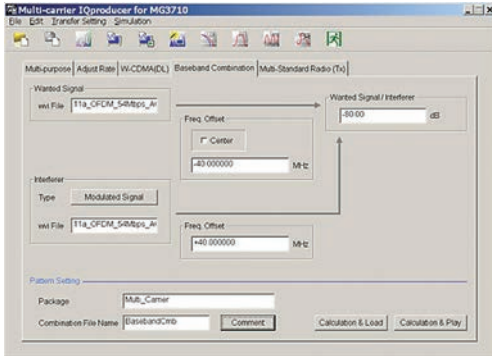 Multi-carrier IQproducer for MG3710
File Edit Transfer Setting Simulation
Multi-purpose Adjust Rate W-CDMA(DL) Baseband Combination Multi-Standard Radio (Tx)
Wanted Signal
wvi File 11a_OFDM_54Mbps_A
Wanted Signal / Interferer
-80.00 dB
Freq. Offset
Center
-40.000000 MHz
Interferer
Type Modulated Signal
wvi File 11a_OFDM_54Mbps_A
Freq. Offset
+40.000000 MHz
Pattern Setting
Package Multi_Carrier
Combination File Name BasebandCmb Comment Calculation & Load Calculation & Play